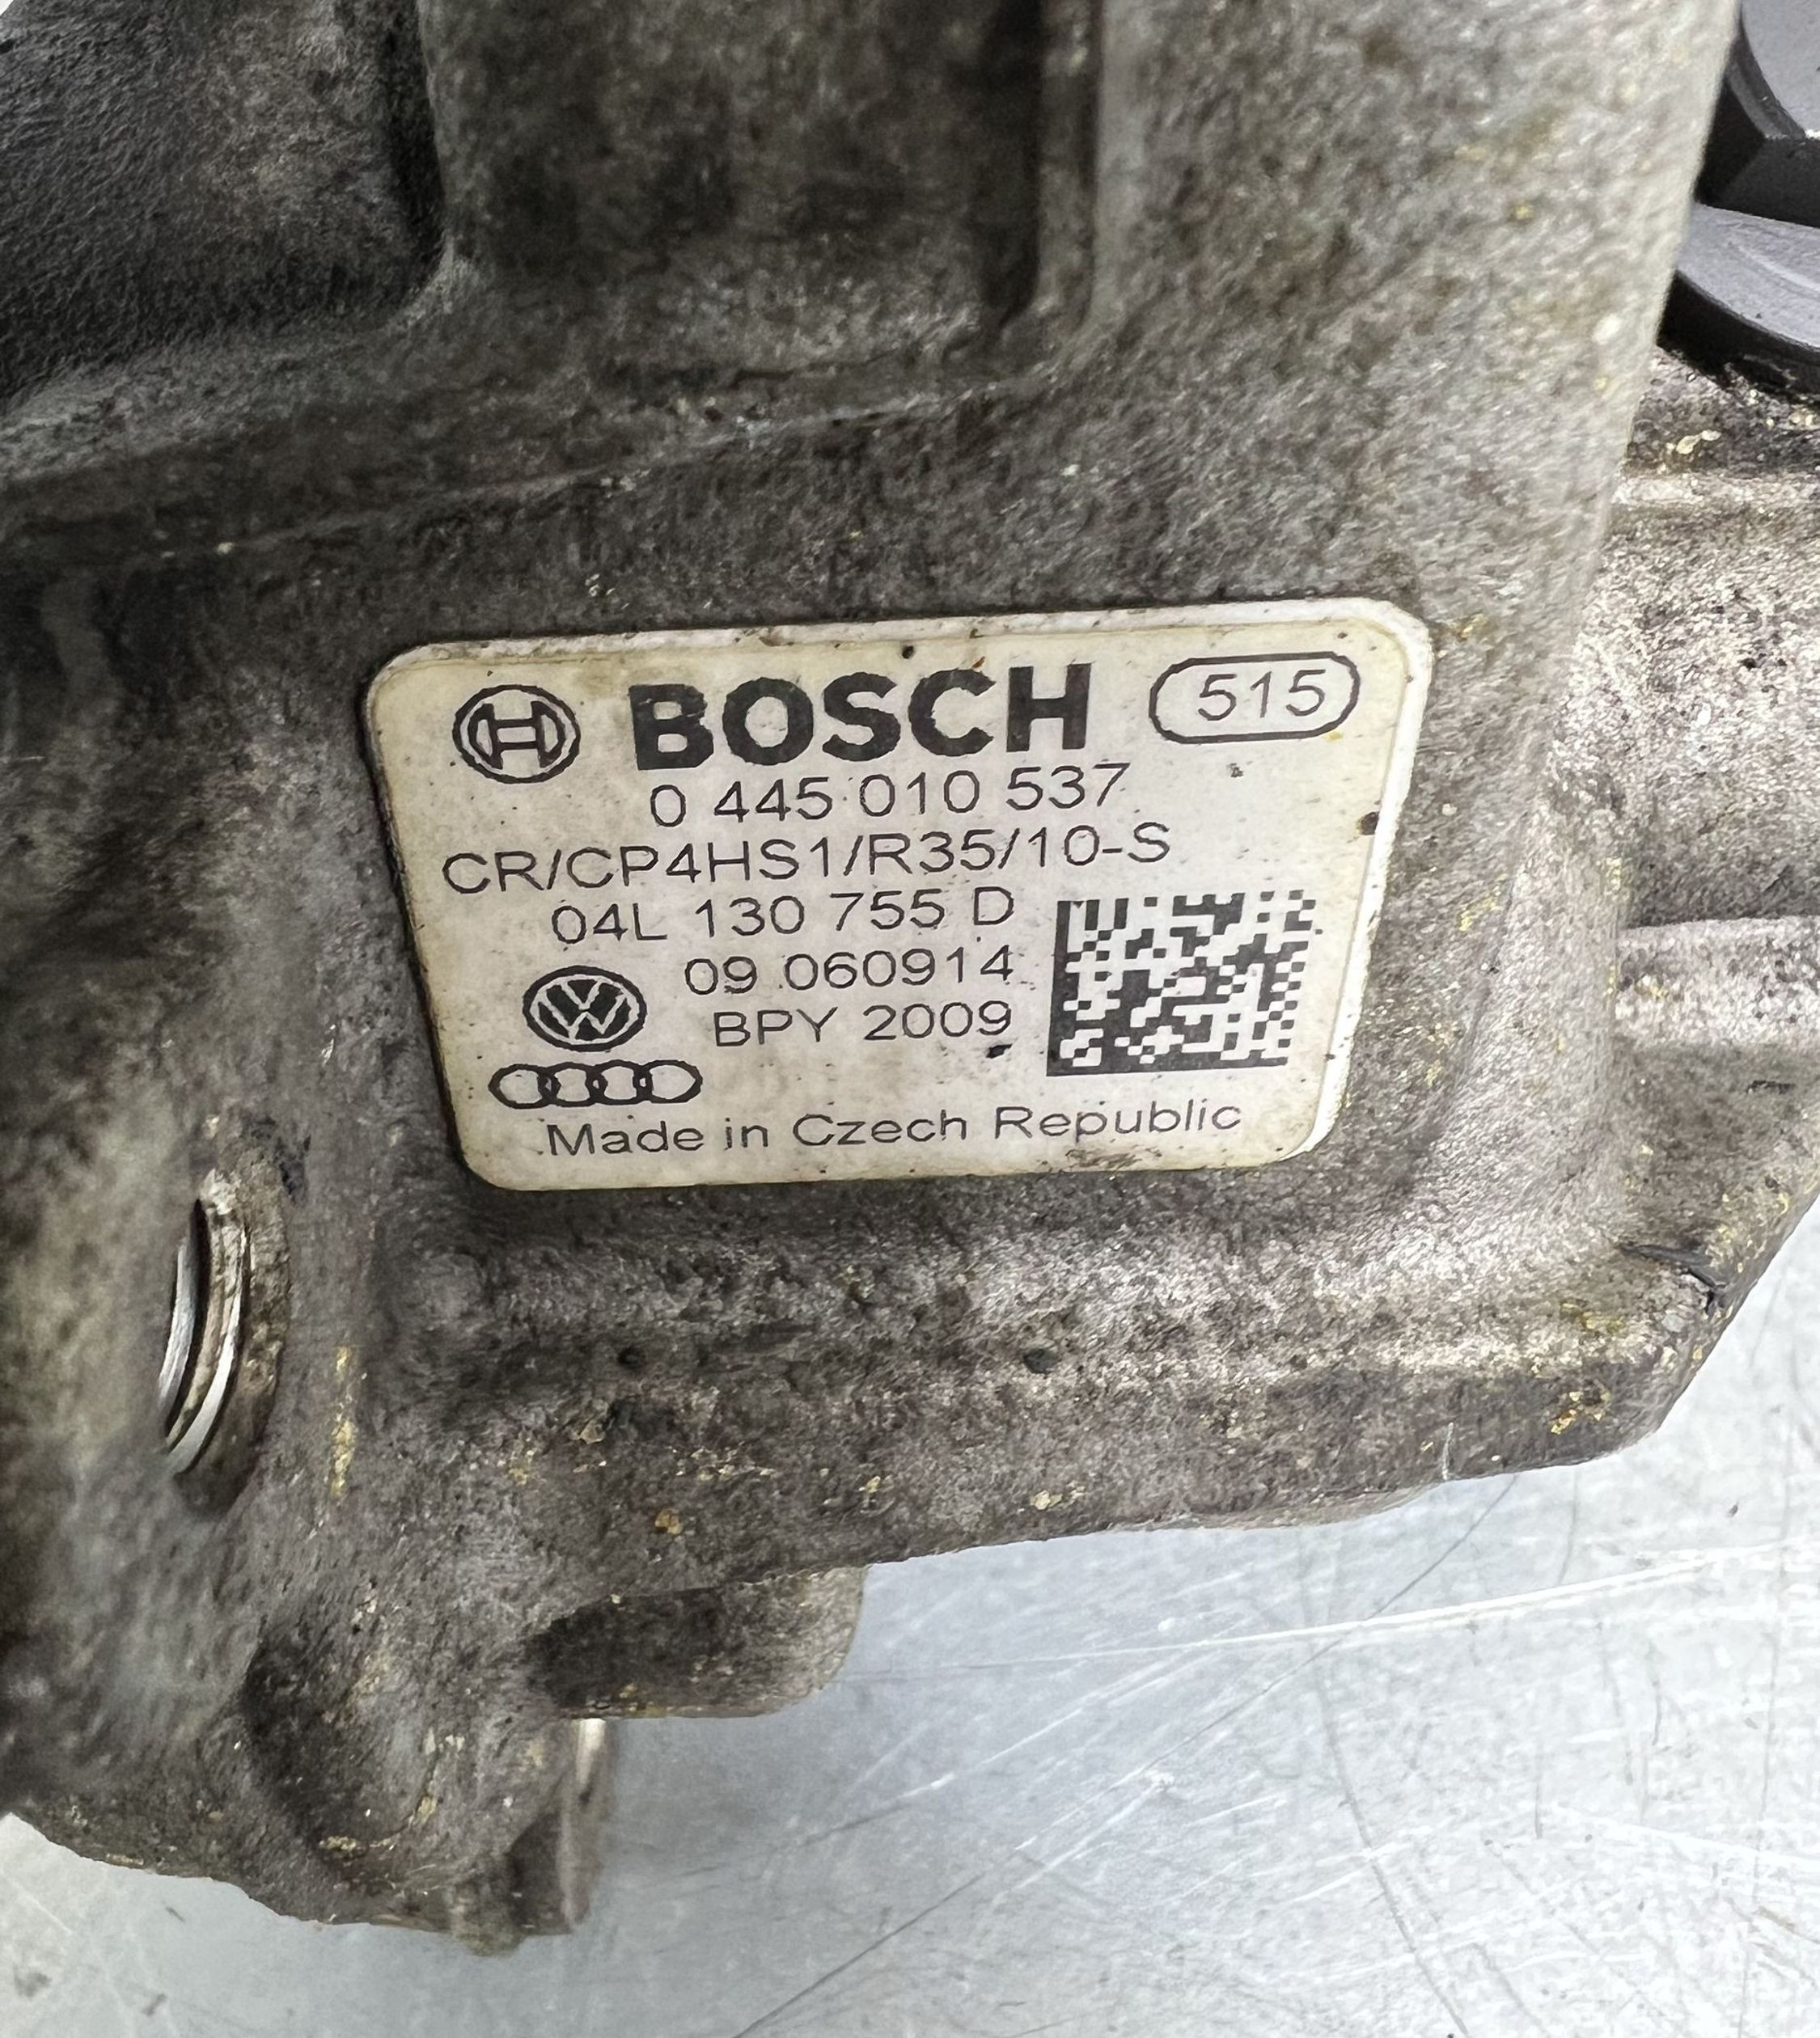 BOSCH 515
0 445 010 537
CR/CP4HS1/R35/10-S
04L 130 755 D
09 060914
BPY 2009
Made in Czech Republic